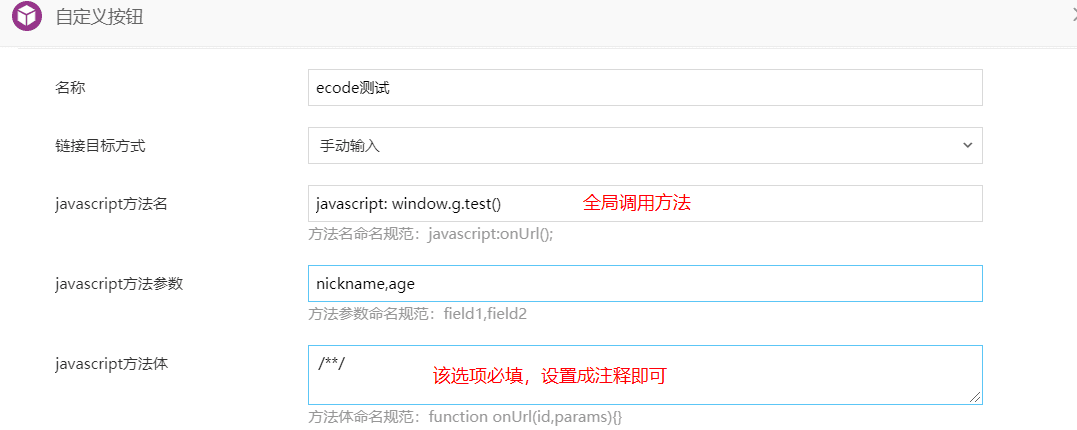 自定义按钮
名称
ecode测试
链接目标方式
手动输入
javascript方法名
javascript: window.g.test() 全局调用方法
方法名命名规范：javascript:onUrl();
javascript方法参数
nickname,age
方法参数命名规范：field1,field2
javascript方法体
/**/
该选项必填，设置成注释即可
方法体命名规范：function onUrl(id,params){}